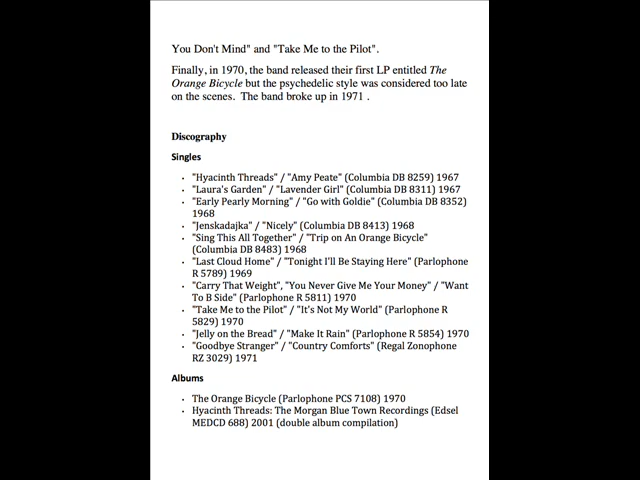 You Don't Mind" and "Take Me to the Pilot".
Finally, in 1970, the band released their first LP entitled The
Orange Bicycle but the psychedelic style was considered too late
on the scenes. The band broke up in 1971 .
Discography
Singles
• "Hyacinth Threads" / "Amy Peate" (Columbia DB 8259) 1967
• "Laura's Garden" / "Lavender Girl" (Columbia DB 8311) 1967
• "Early Pearly Morning" / "Go with Goldie" (Columbia DB 8352)
1968
• "Jenskadajka" / "Nicely" (Columbia DB 8413) 1968
• "Sing This All Together" / "Trip on An Orange Bicycle"
(Columbia DB 8483) 1968
• "Last Cloud Home" / "Tonight I'll Be Staying Here" (Parlophone
R 5789) 1969
• "Carry That Weight", "You Never Give Me Your Money" / "Want
To B Side" (Parlophone R 5811) 1970
• "Take Me to the Pilot" / "It's Not My World" (Parlophone R
5829) 1970
• "Jelly on the Bread" / "Make It Rain" (Parlophone R 5854) 1970
• "Goodbye Stranger" / "Country Comforts" (Regal Zonophone
RZ 3029) 1971
Albums
• The Orange Bicycle (Parlophone PCS 7108) 1970
• Hyacinth Threads: The Morgan Blue Town Recordings (Edsel
MEDCD 688) 2001 (double album compilation)